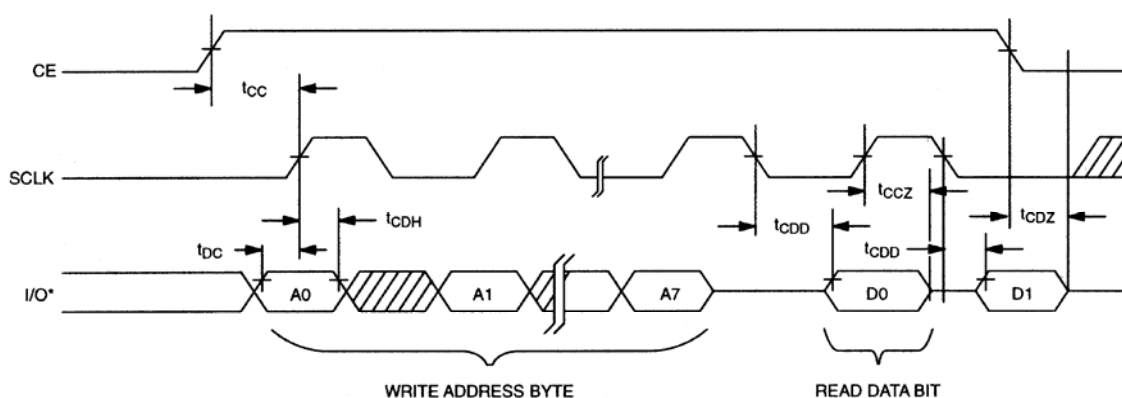 CE
tCC
SCLK
tCCZ
tCDZ
tCDH
tCDD
tDC
tCDD
I/O*
A0
A1
A7
D0
D1
WRITE ADDRESS BYTE
READ DATA BIT